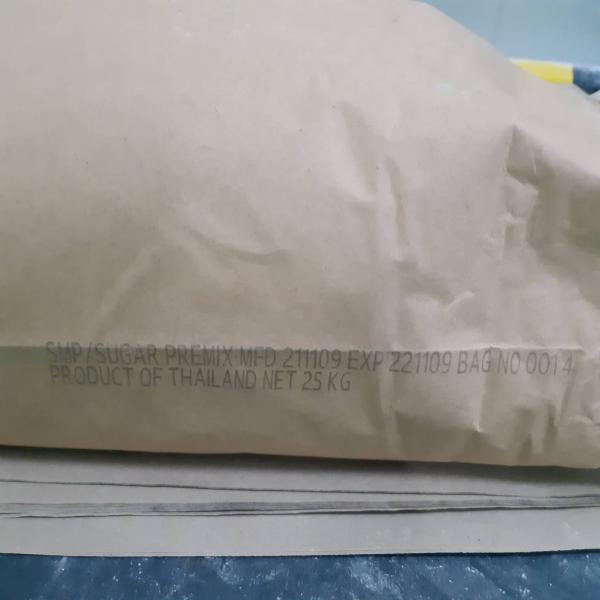 SMP/SUGAR PREMIX MFD 211109 EXP 221109 BAG NO 0014
PRODUCT OF THAILAND NET 25 KG